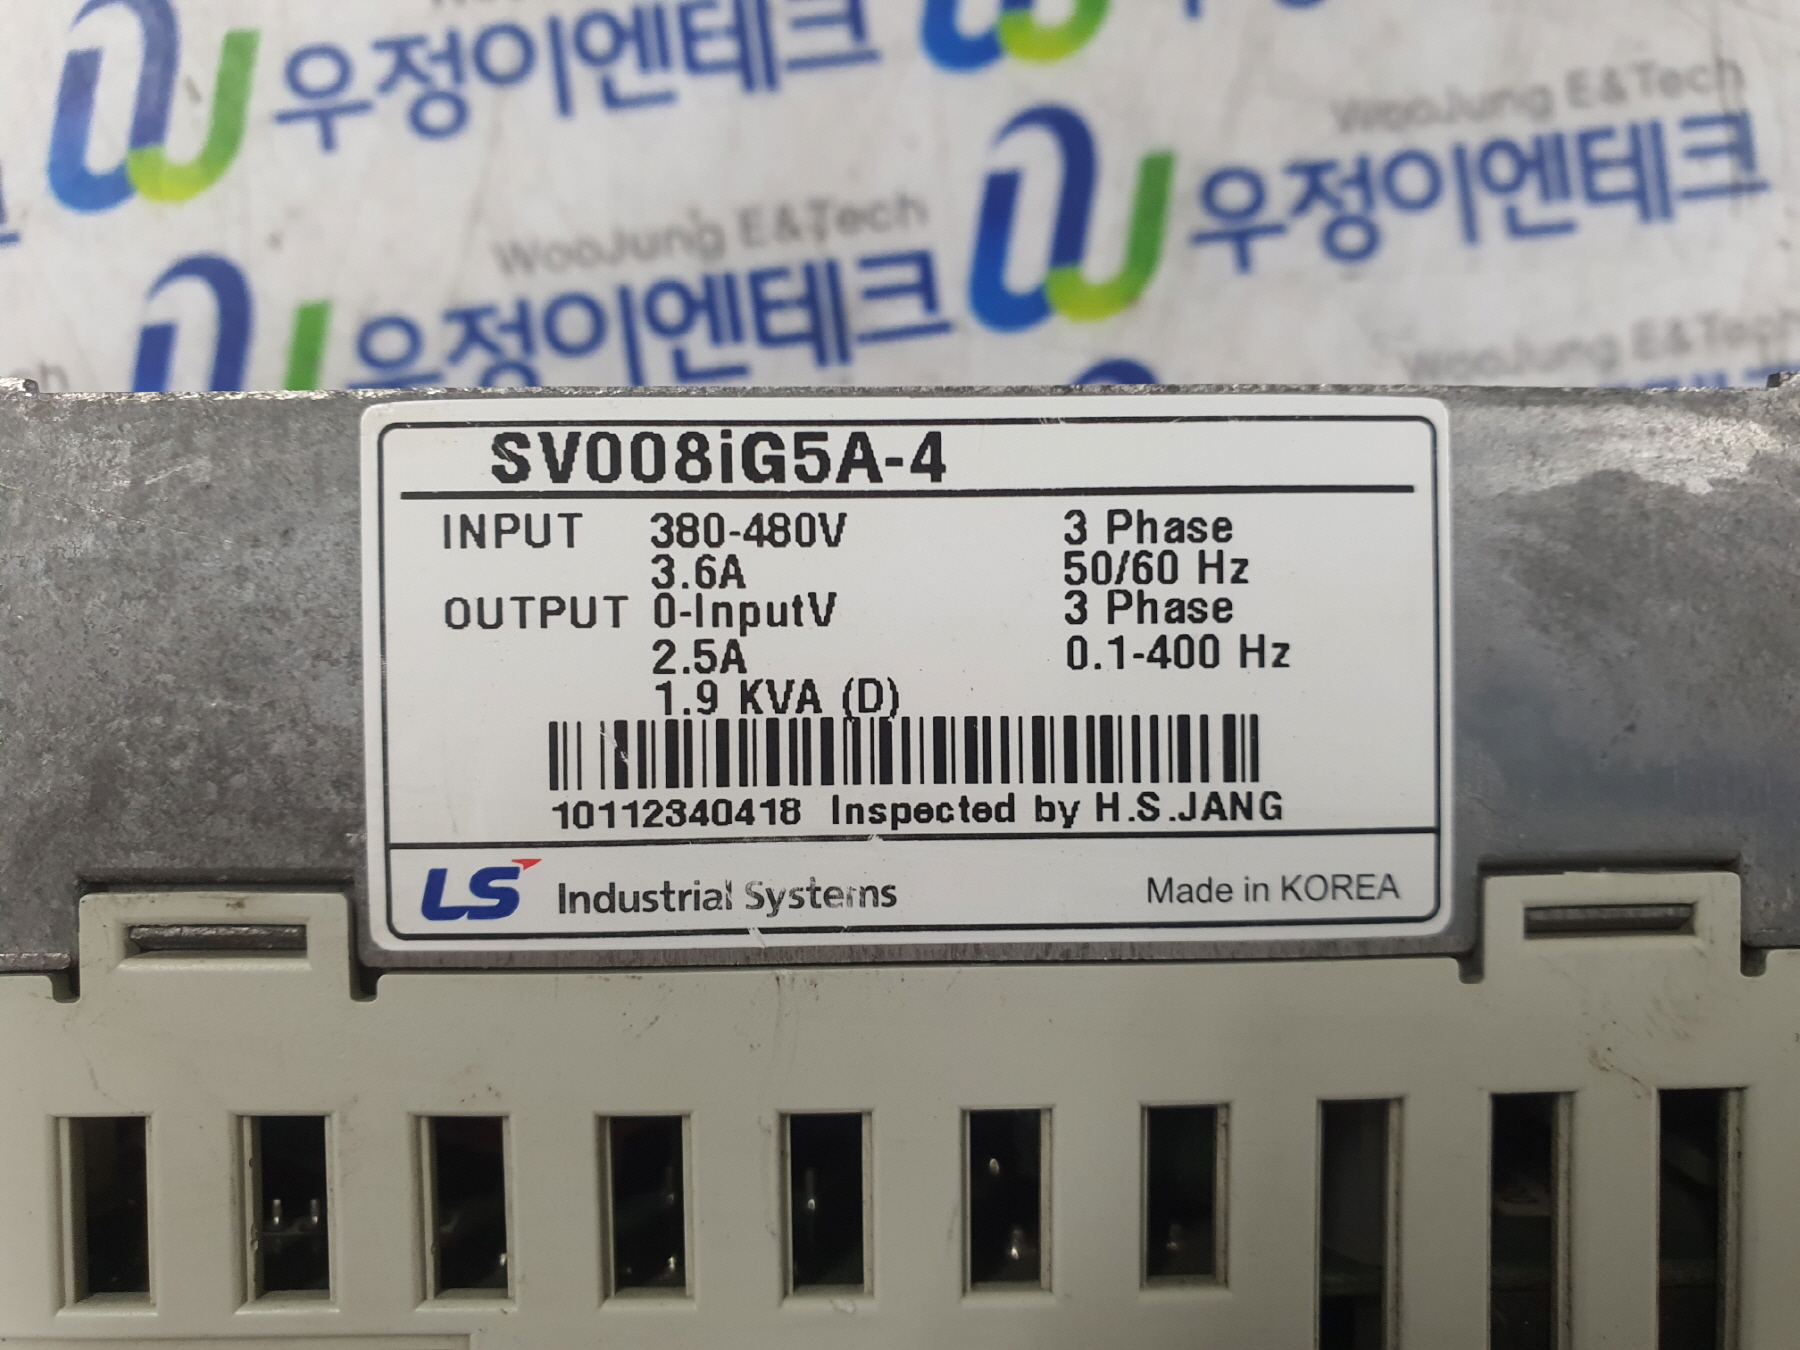 우정이엔테크
WooJung E&Tech
우정이엔테크
WooJung E&Tech
우정이엔테크
WooJung E&Tech
SV008iG5A-4
INPUT 380-480V 3 Phase
3.6A 50/60 Hz
OUTPUT 0-InputV 3 Phase
2.5A 0.1-400 Hz
1.9 KVA (D)
10112340418 Inspected by H.S.JANG
LS Industrial Systems Made in KOREA